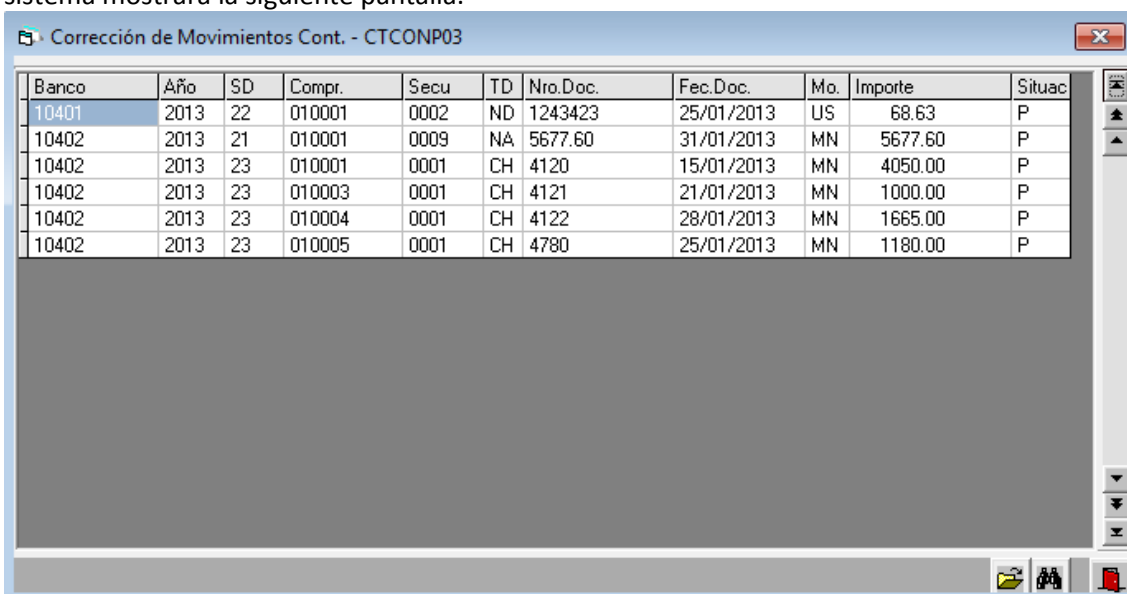 sistema mostrará la siguiente pantalla:
Corrección de Movimientos Cont. - CTCONP03
Banco Año SD Compr. Secu TD Nro.Doc. Fec.Doc. Mo. Importe Situac
10401 2013 22 010001 0002 ND 1243423 25/01/2013 US 68.63 P
10402 2013 21 010001 0009 NA 5677.60 31/01/2013 MN 5677.60 P
10402 2013 23 010001 0001 CH 4120 15/01/2013 MN 4050.00 P
10402 2013 23 010003 0001 CH 4121 21/01/2013 MN 1000.00 P
10402 2013 23 010004 0001 CH 4122 28/01/2013 MN 1665.00 P
10402 2013 23 010005 0001 CH 4780 25/01/2013 MN 1180.00 P